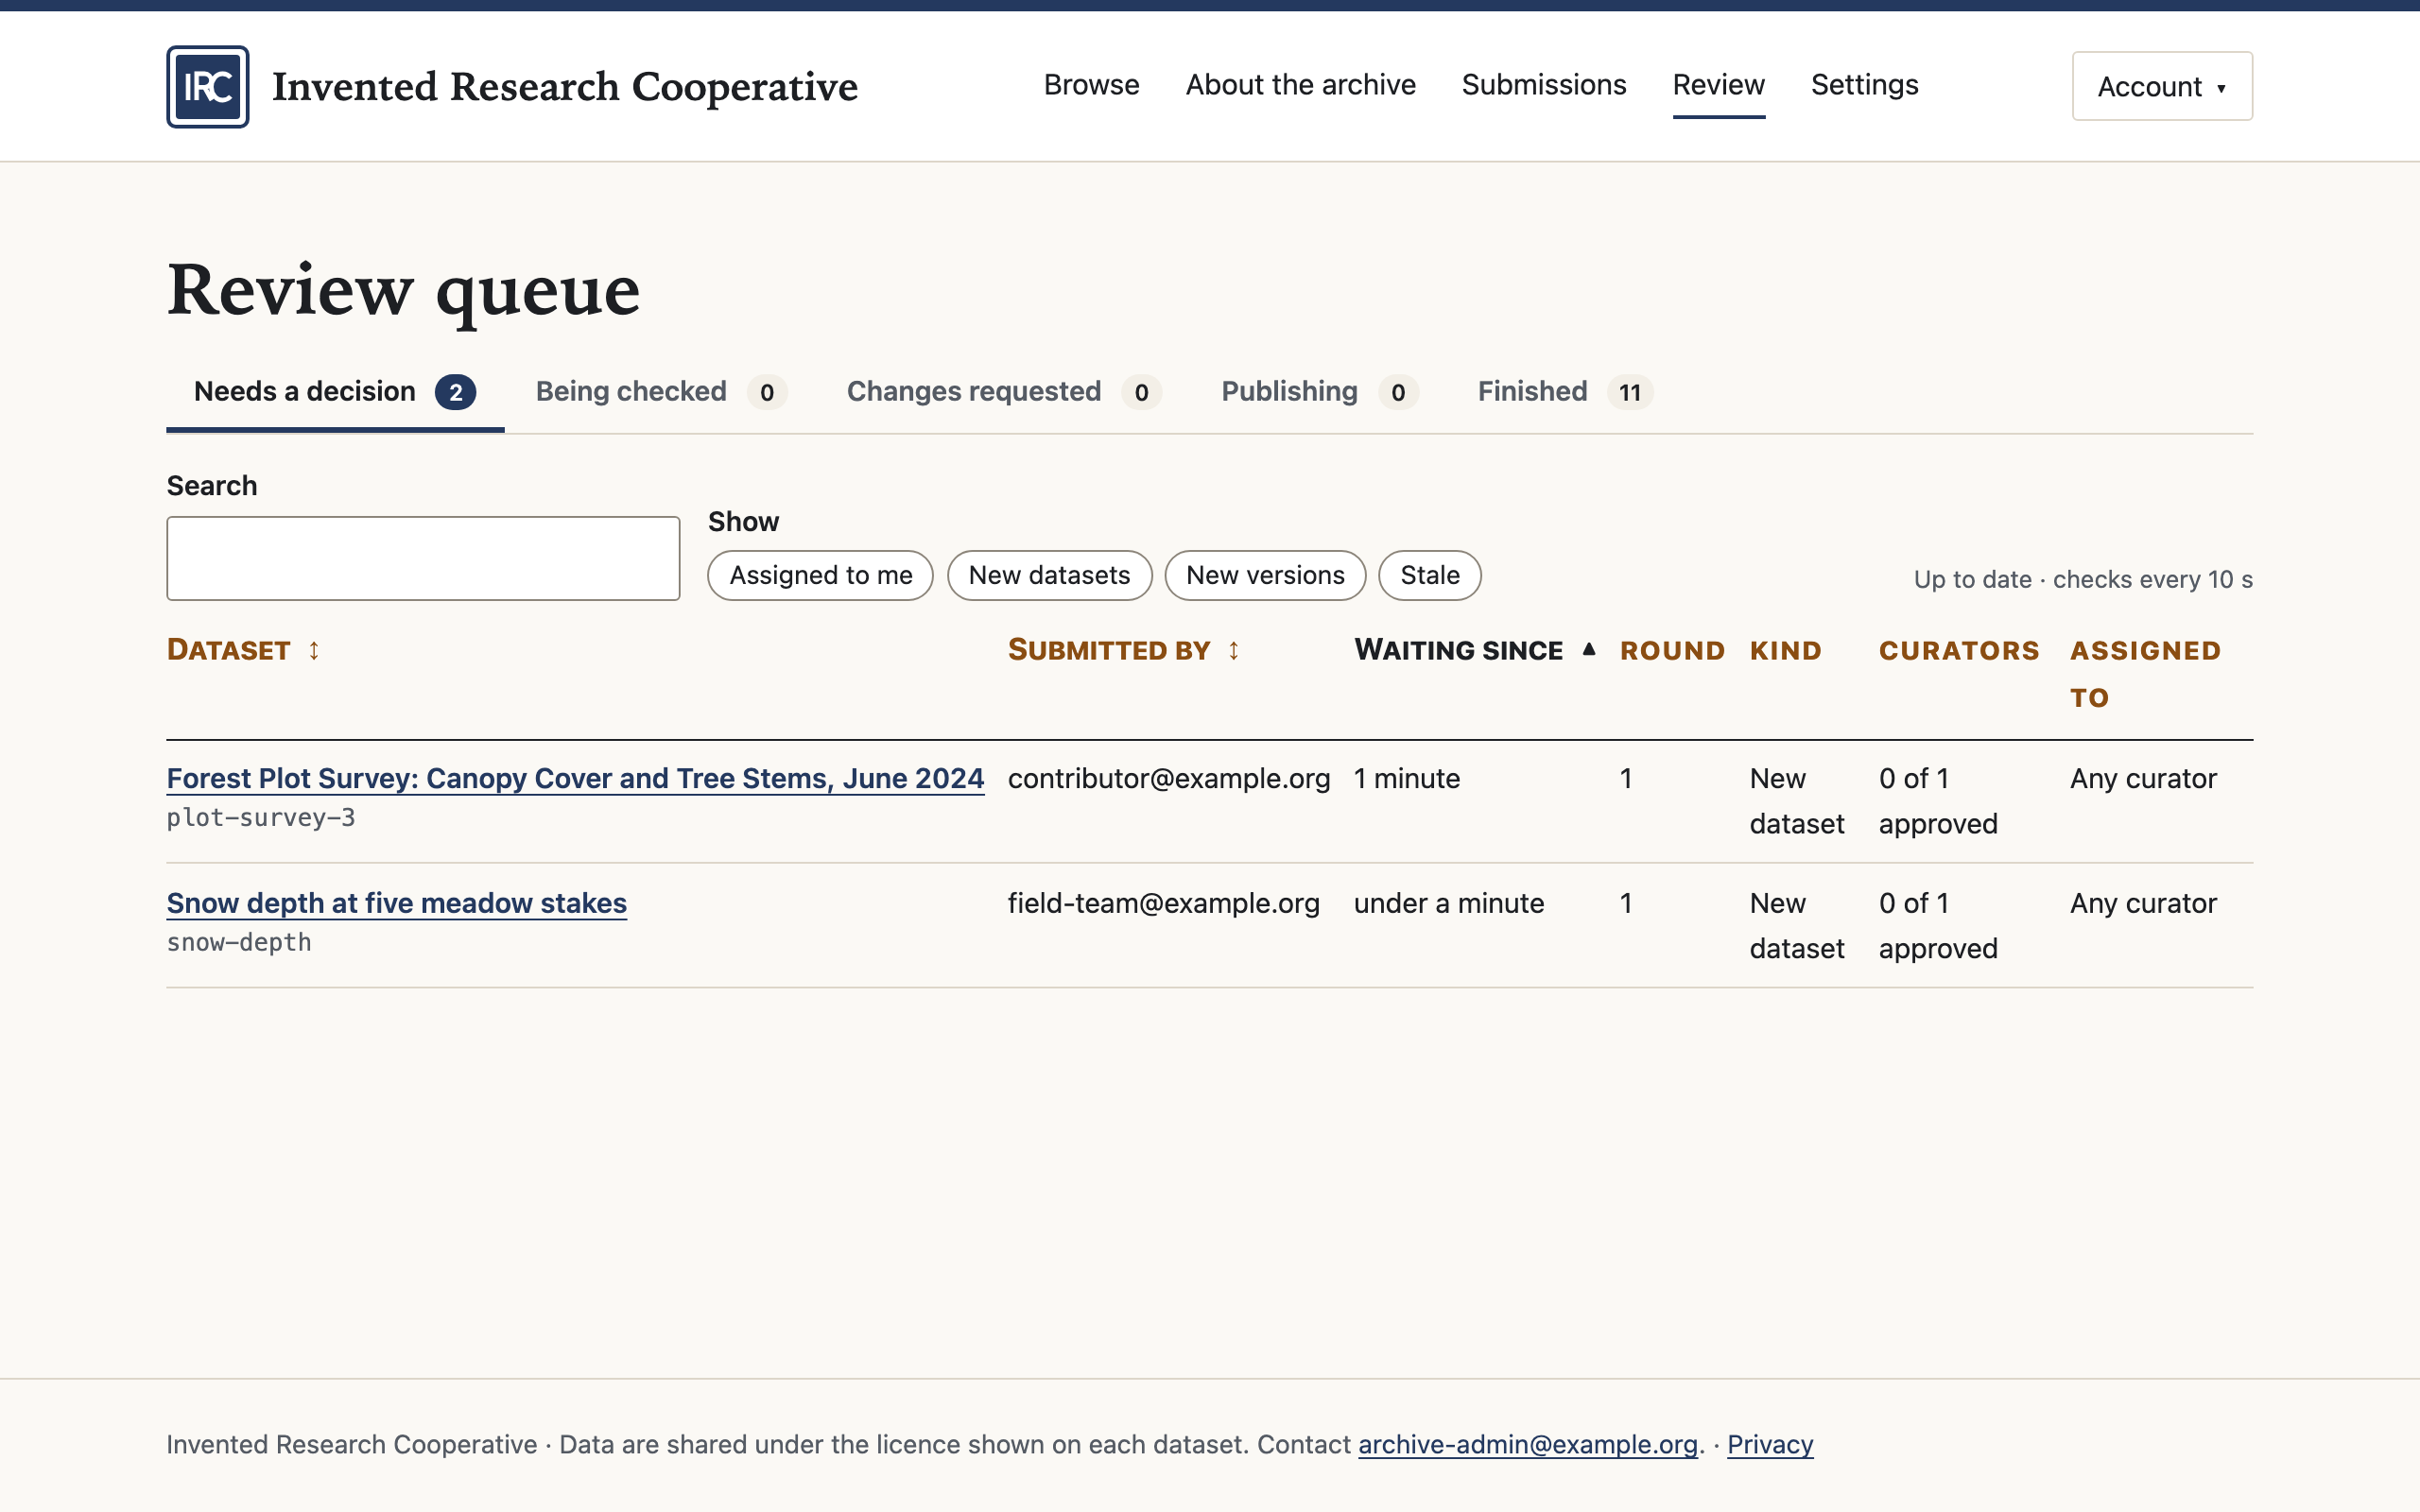 IRC Invented Research Cooperative Browse About the archive Submissions Review Settings Account ▾
Review queue
Needs a decision 2 Being checked 0 Changes requested 0 Publishing 0 Finished 11
Search
Show
Assigned to me New datasets New versions Stale Up to date · checks every 10 s
DATASET ↕ SUBMITTED BY ↕ WAITING SINCE ▲ ROUND KIND CURATORS ASSIGNED
TO
Forest Plot Survey: Canopy Cover and Tree Stems, June 2024 contributor@example.org 1 minute 1 New 0 of 1 Any curator
plot-survey-3 dataset approved
Snow depth at five meadow stakes field-team@example.org under a minute 1 New 0 of 1 Any curator
snow-depth dataset approved
Invented Research Cooperative · Data are shared under the licence shown on each dataset. Contact archive-admin@example.org. · Privacy